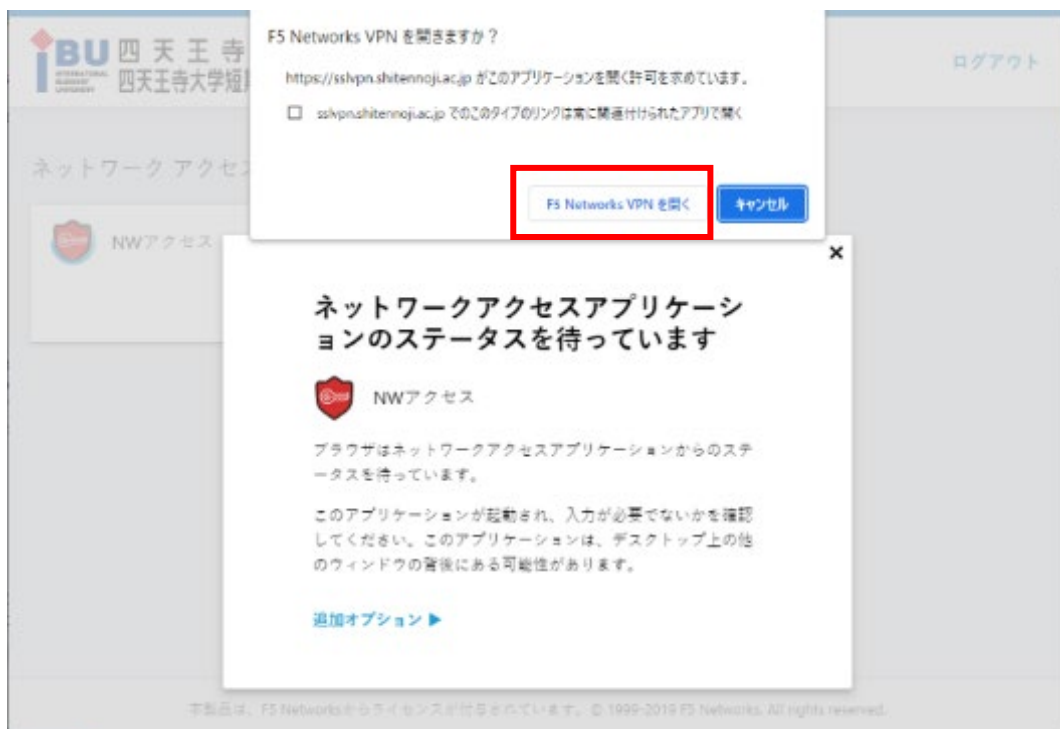 F5 Networks VPN を開きますか？
https://sslvpn.shitennoji.ac.jp がこのアプリケーションを開く許可を求めています。
sslvpn.shitennoji.ac.jp でのこのタイプのリンクは常に関連付けられたアプリで開く
F5 Networks VPN を開く
キャンセル
iBU 四天王寺
四天王寺大学短
ログアウト
ネットワーク アクセ
NWアクセス
ネットワークアクセスアプリケーシ
ョンのステータスを待っています
NWアクセス
ブラウザはネットワークアクセスアプリケーションからのステ
ータスを待っています。
このアプリケーションが起動され、入力が必要でないかを確認
してください。このアプリケーションは、デスクトップ上の他
のウィンドウの背後にある可能性があります。
追加オプション ▶
本製品は、F5 Networksからライセンスが付与されています。© 1999-2019 F5 Networks. All rights reserved.